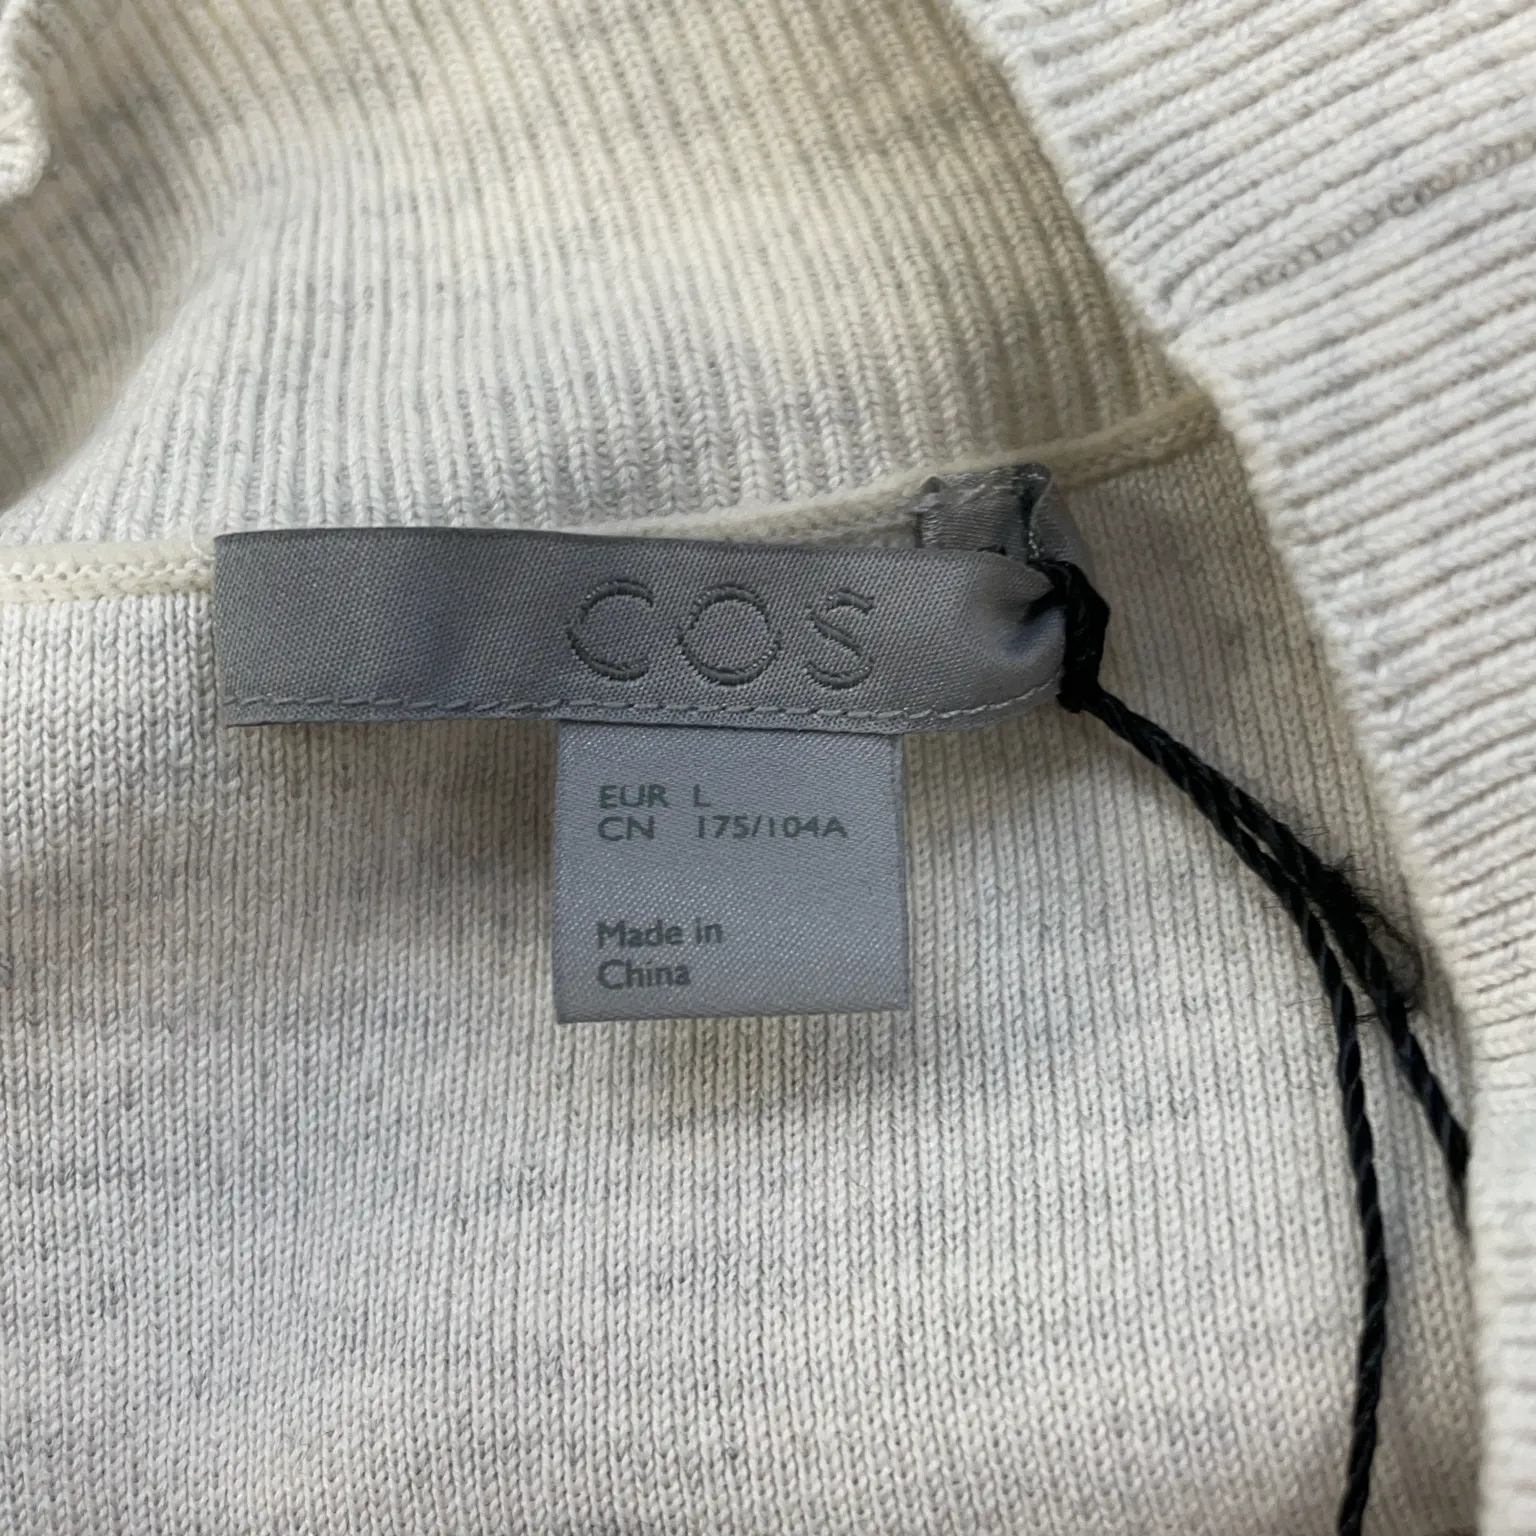 COS
EUR L
CN 175/104A
Made in
China